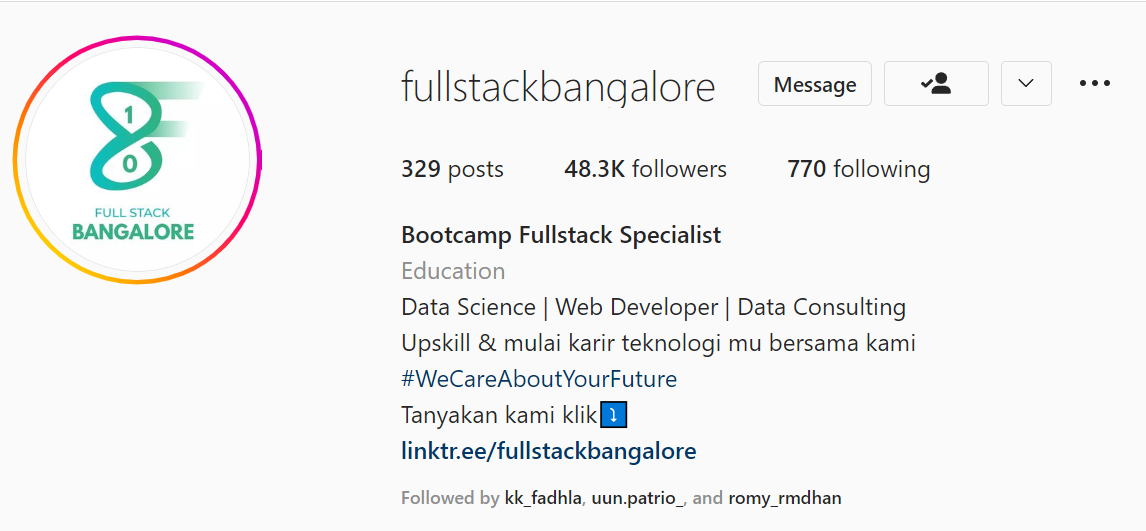 fullstackbangalore Message
329 posts 48.3K followers 770 following
1
0
FULL STACK
BANGALORE
Bootcamp Fullstack Specialist
Education
Data Science | Web Developer | Data Consulting
Upskill & mulai karir teknologi mu bersama kami
#WeCareAboutYourFuture
Tanyakan kami klik⤵️
linktr.ee/fullstackbangalore
Followed by kk_fadhla, uun.patrio_, and romy_rmdhan